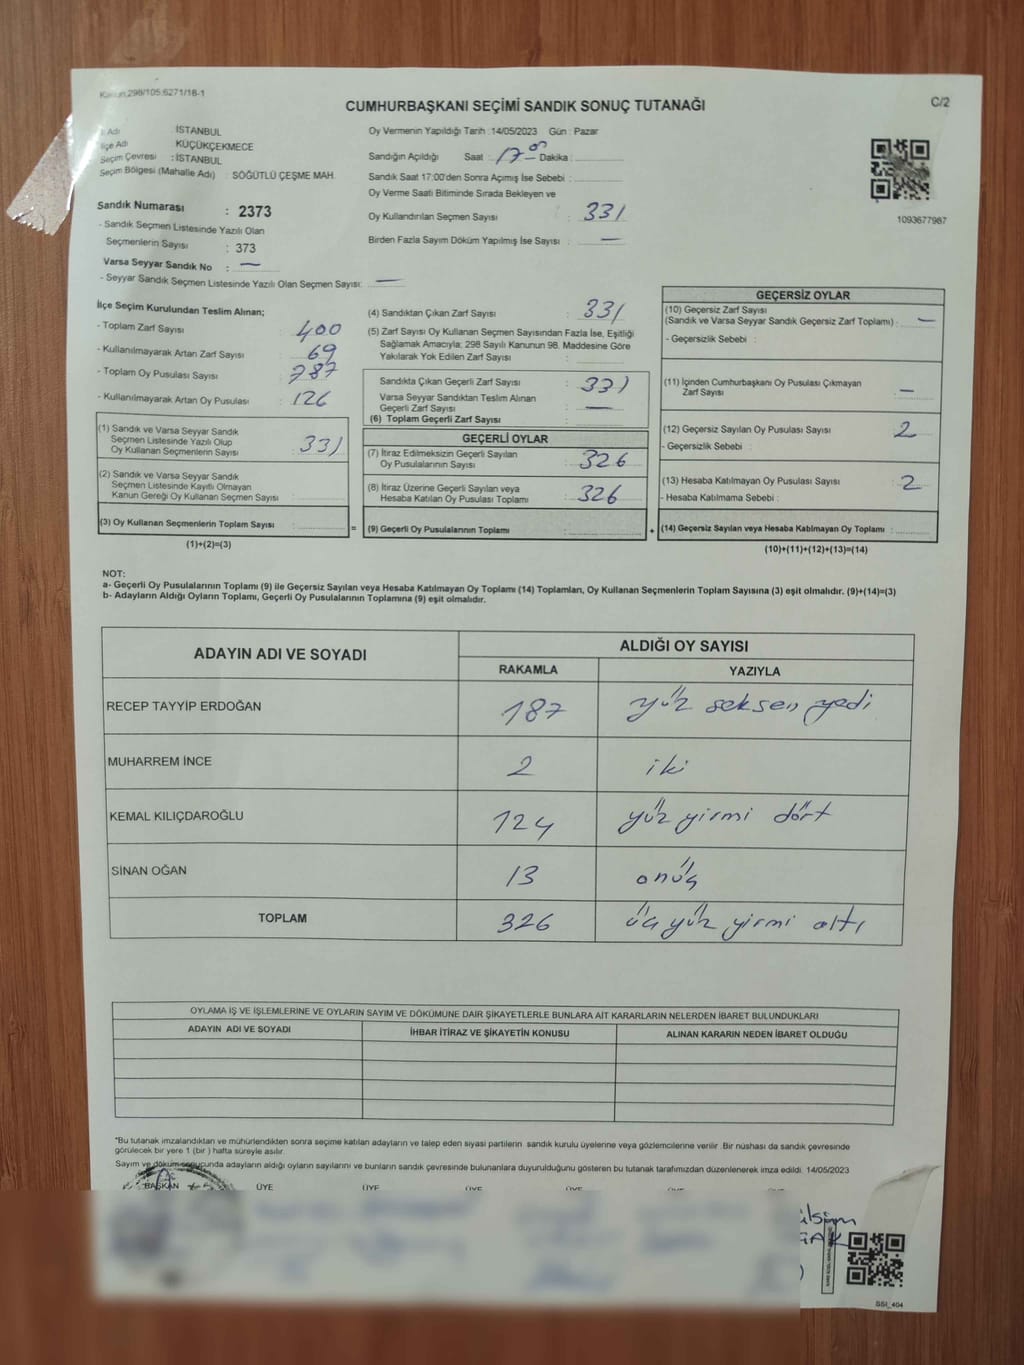 Kanun 298/105.6271/18-1
CUMHURBAŞKANI SEÇİMİ SANDIK SONUÇ TUTANAĞI
C/2
İl Adı İSTANBUL
İlçe Adı KÜÇÜKÇEKMECE
Seçim Çevresi : İSTANBUL
Seçim Bölgesi (Mahalle Adı) : SÖĞÜTLÜ ÇEŞME MAH.
Sandık Numarası : 2373
- Sandık Seçmen Listesinde Yazılı Olan
Seçmenlerin Sayısı : 373
Varsa Seyyar Sandık No : —
- Seyyar Sandık Seçmen Listesinde Yazılı Olan Seçmen Sayısı: —
Oy Vermenin Yapıldığı Tarih : 14/05/2023 Gün : Pazar
Sandığın Açıldığı Saat : 17 00 Dakika :
Sandık Saat 17:00'den Sonra Açılmış İse Sebebi :
Oy Verme Saati Bitiminde Sırada Bekleyen ve
Oy Kullandırılan Seçmen Sayısı : 331
Birden Fazla Sayım Döküm Yapılmış İse Sayısı : —
1093677987
İlçe Seçim Kurulundan Teslim Alınan;
- Toplam Zarf Sayısı : 400
- Kullanılmayarak Artan Zarf Sayısı : 69
- Toplam Oy Pusulası Sayısı : 787
- Kullanılmayarak Artan Oy Pusulası : 126
(1) Sandık ve Varsa Seyyar Sandık
Seçmen Listesinde Yazılı Olup
Oy Kullanan Seçmenlerin Sayısı : 331
(2) Sandık ve Varsa Seyyar Sandık
Seçmen Listesinde Kayıtlı Olmayan
Kanun Gereği Oy Kullanan Seçmen Sayısı :
(3) Oy Kullanan Seçmenlerin Toplam Sayısı :
(1)+(2)=(3)
=
(4) Sandıktan Çıkan Zarf Sayısı : 331
(5) Zarf Sayısı Oy Kullanan Seçmen Sayısından Fazla İse, Eşitliği
Sağlamak Amacıyla; 298 Sayılı Kanunun 98. Maddesine Göre
Yakılarak Yok Edilen Zarf Sayısı :
Sandıkta Çıkan Geçerli Zarf Sayısı : 331
Varsa Seyyar Sandıktan Teslim Alınan
Geçerli Zarf Sayısı : —
(6) Toplam Geçerli Zarf Sayısı :
GEÇERLİ OYLAR
(7) İtiraz Edilmeksizin Geçerli Sayılan
Oy Pusulalarının Sayısı : 326
(8) İtiraz Üzerine Geçerli Sayılan veya
Hesaba Katılan Oy Pusulası Toplamı : 326
(9) Geçerli Oy Pusulalarının Toplamı :
+
GEÇERSİZ OYLAR
(10) Geçersiz Zarf Sayısı
(Sandık ve Varsa Seyyar Sandık Geçersiz Zarf Toplamı) : —
- Geçersizlik Sebebi :
(11) İçinden Cumhurbaşkanı Oy Pusulası Çıkmayan
Zarf Sayısı : —
(12) Geçersiz Sayılan Oy Pusulası Sayısı : 2
- Geçersizlik Sebebi :
(13) Hesaba Katılmayan Oy Pusulası Sayısı : 2
- Hesaba Katılmama Sebebi :
(14) Geçersiz Sayılan veya Hesaba Katılmayan Oy Toplamı :
(10)+(11)+(12)+(13)=(14)
NOT:
a- Geçerli Oy Pusulalarının Toplamı (9) ile Geçersiz Sayılan veya Hesaba Katılmayan Oy Toplamı (14) Toplamları, Oy Kullanan Seçmenlerin Toplam Sayısına (3) eşit olmalıdır. (9)+(14)=(3)
b- Adayların Aldığı Oyların Toplamı, Geçerli Oy Pusulalarının Toplamına (9) eşit olmalıdır.
ADAYIN ADI VE SOYADI ALDIĞI OY SAYISI
RAKAMLA YAZIYLA
RECEP TAYYİP ERDOĞAN 187 yüz seksen yedi
MUHARREM İNCE 2 iki
KEMAL KILIÇDAROĞLU 124 yüz yirmi dört
SİNAN OĞAN 13 onüç
TOPLAM 326 üç yüz yirmi altı
OYLAMA İŞ VE İŞLEMLERİNE VE OYLARIN SAYIM VE DÖKÜMÜNE DAİR ŞİKAYETLERLE BUNLARA AİT KARARLARIN NELERDEN İBARET BULUNDUKLARI
ADAYIN ADI VE SOYADI İHBAR İTİRAZ VE ŞİKAYETİN KONUSU ALINAN KARARIN NEDEN İBARET OLDUĞU
*Bu tutanak imzalandıktan ve mühürlendikten sonra seçime katılan adayların ve talep eden siyasi partilerin sandık kurulu üyelerine veya gözlemcilerine verilir. Bir nüshası da sandık çevresinde
görülecek bir yere 1 (bir) hafta süreyle asılır.
Sayım ve döküm sonucunda adayların aldığı oyların sayılarını ve bunların sandık çevresinde bulunanlara duyurulduğunu gösteren bu tutanak tarafımızdan düzenlenerek imza edildi. 14/05/2023
BAŞKAN ÜYE ÜYE ÜYE ÜYE ÜYE ÜYE
SSI_404